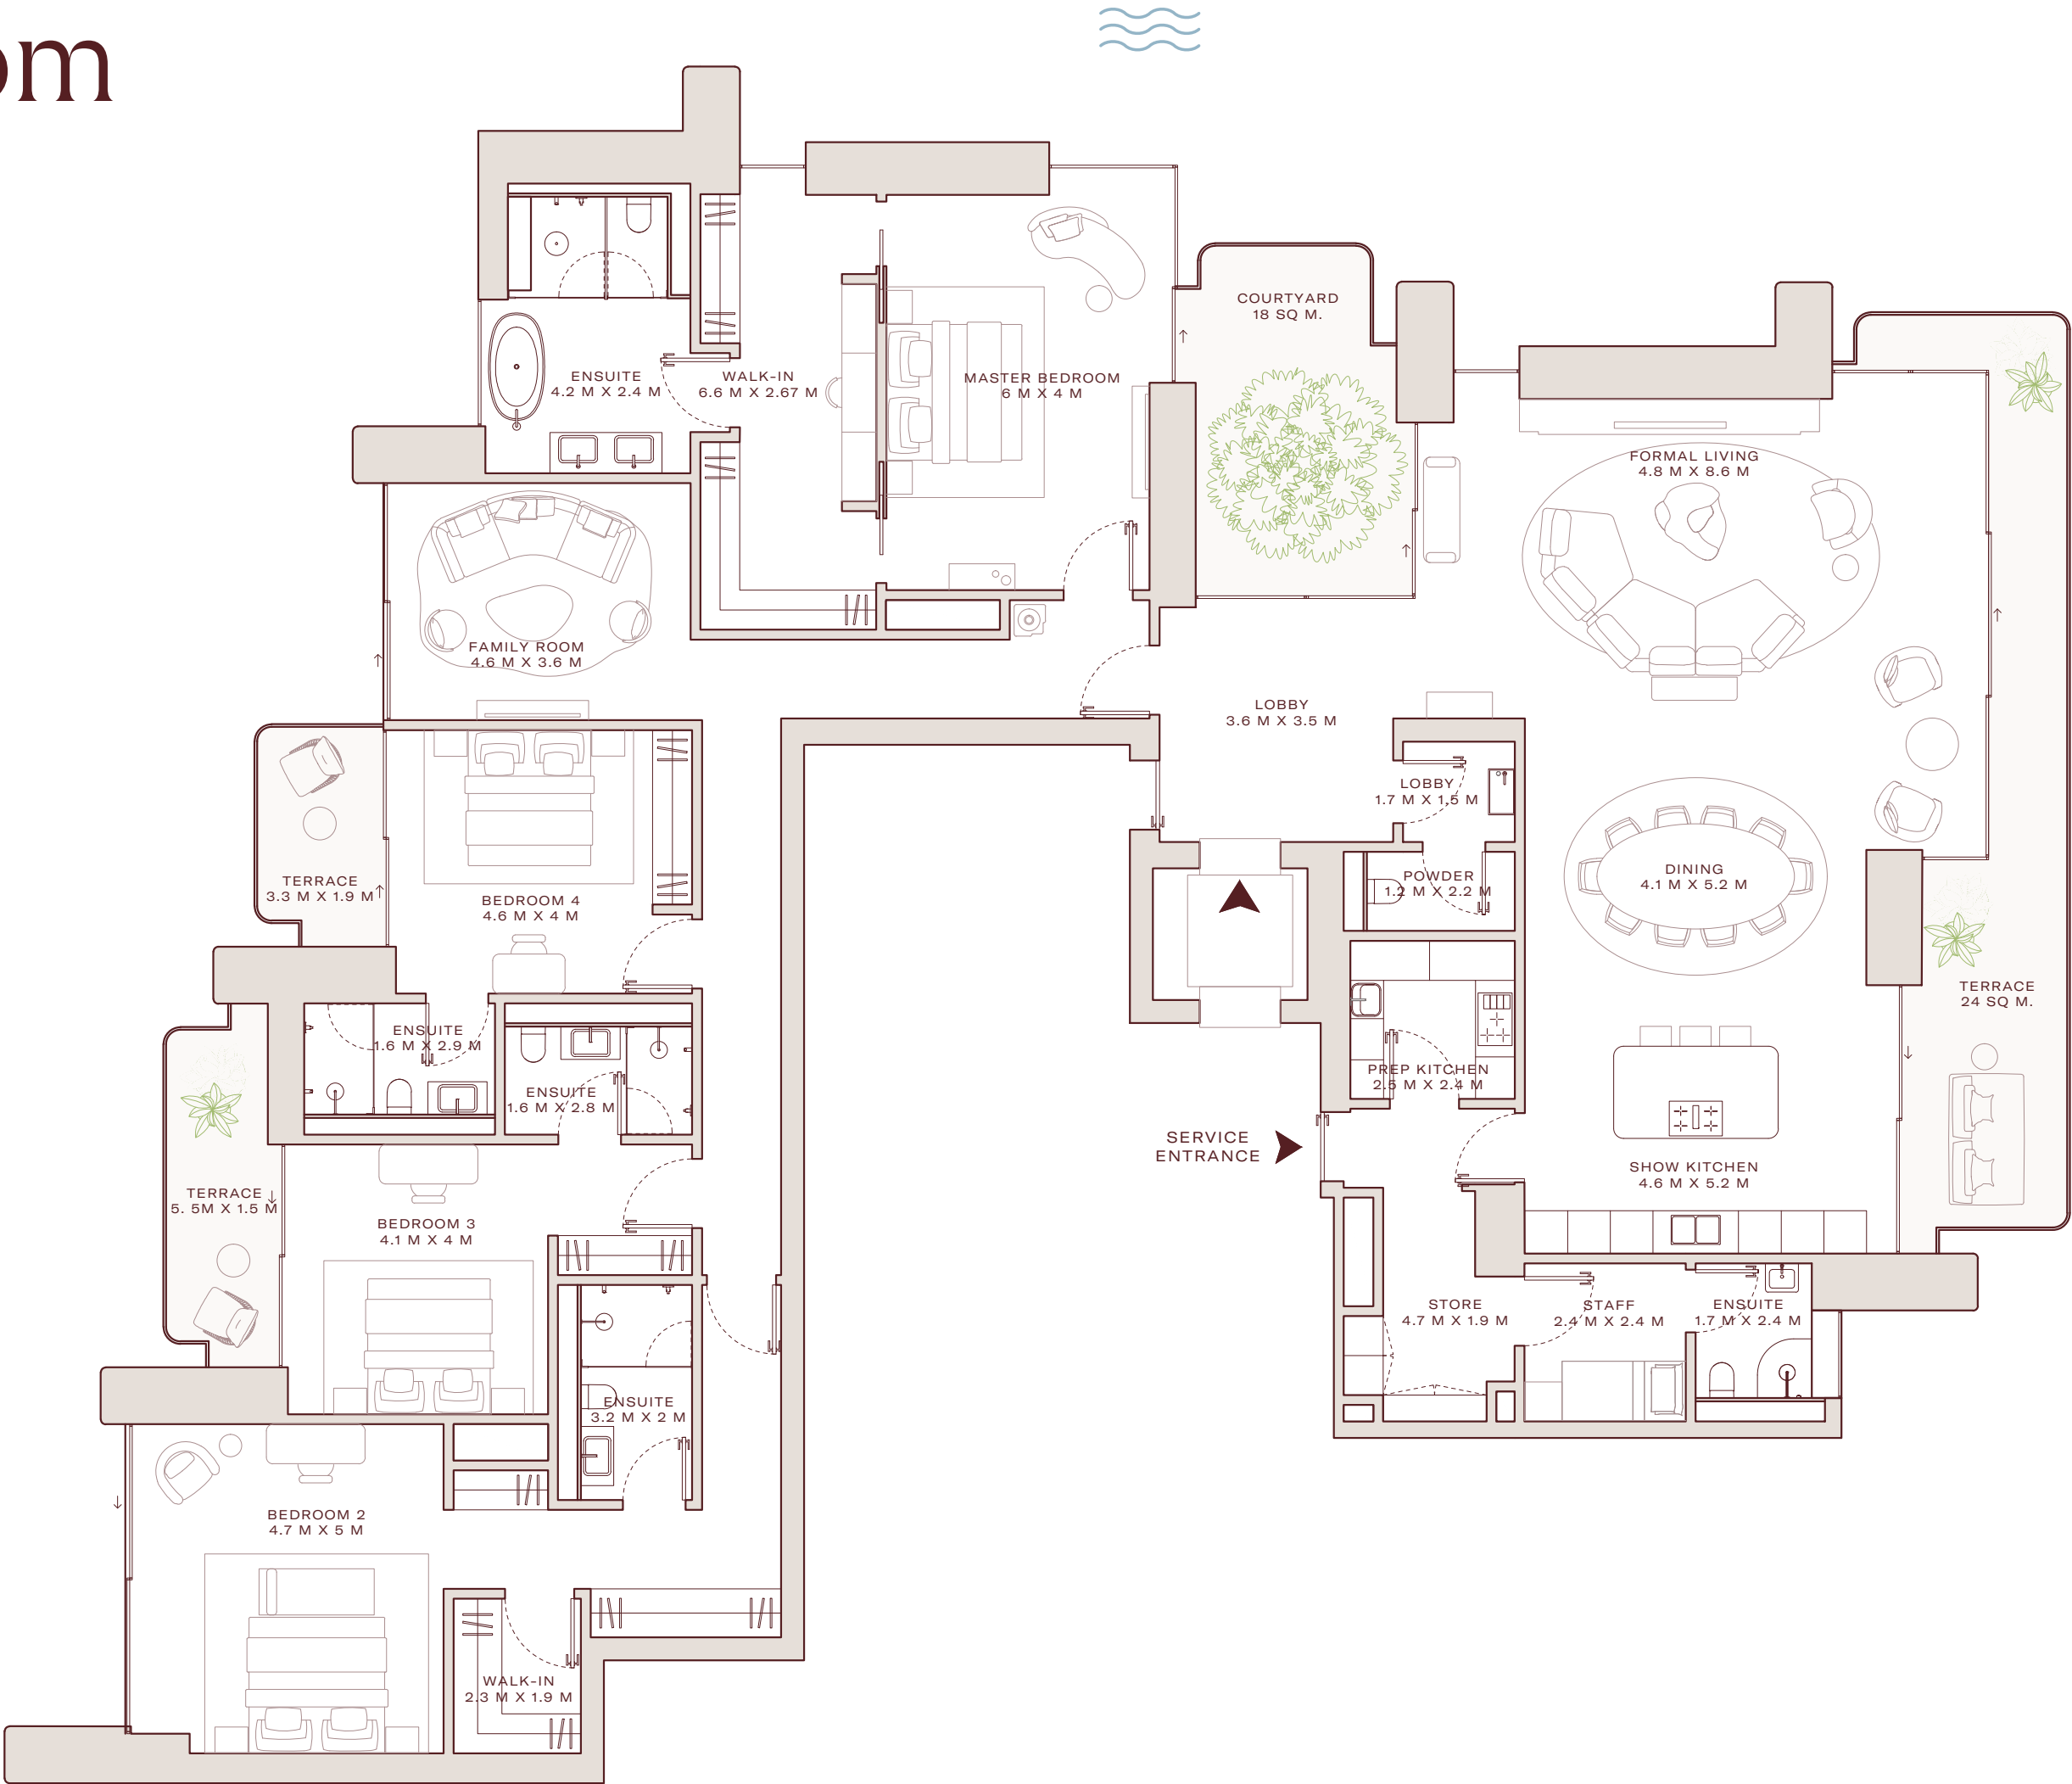 om
COURTYARD
18 SQ M.
ENSUITE
4.2 M X 2.4 M
WALK-IN
6.6 M X 2.67 M
MASTER BEDROOM
6 M X 4 M
FORMAL LIVING
4.8 M X 8.6 M
FAMILY ROOM
4.6 M X 3.6 M
LOBBY
3.6 M X 3.5 M
LOBBY
1.7 M X 1.5 M
TERRACE
3.3 M X 1.9 M
BEDROOM 4
4.6 M X 4 M
POWDER
1.2 M X 2.2 M
DINING
4.1 M X 5.2 M
TERRACE
24 SQ M.
ENSUITE
1.6 M X 2.9 M
ENSUITE
1.6 M X 2.8 M
PREP KITCHEN
2.5 M X 2.4 M
SERVICE
ENTRANCE
SHOW KITCHEN
4.6 M X 5.2 M
TERRACE
5. 5M X 1.5 M
BEDROOM 3
4.1 M X 4 M
STORE
4.7 M X 1.9 M
STAFF
2.4 M X 2.4 M
ENSUITE
1.7 M X 2.4 M
ENSUITE
3.2 M X 2 M
BEDROOM 2
4.7 M X 5 M
WALK-IN
2.3 M X 1.9 M